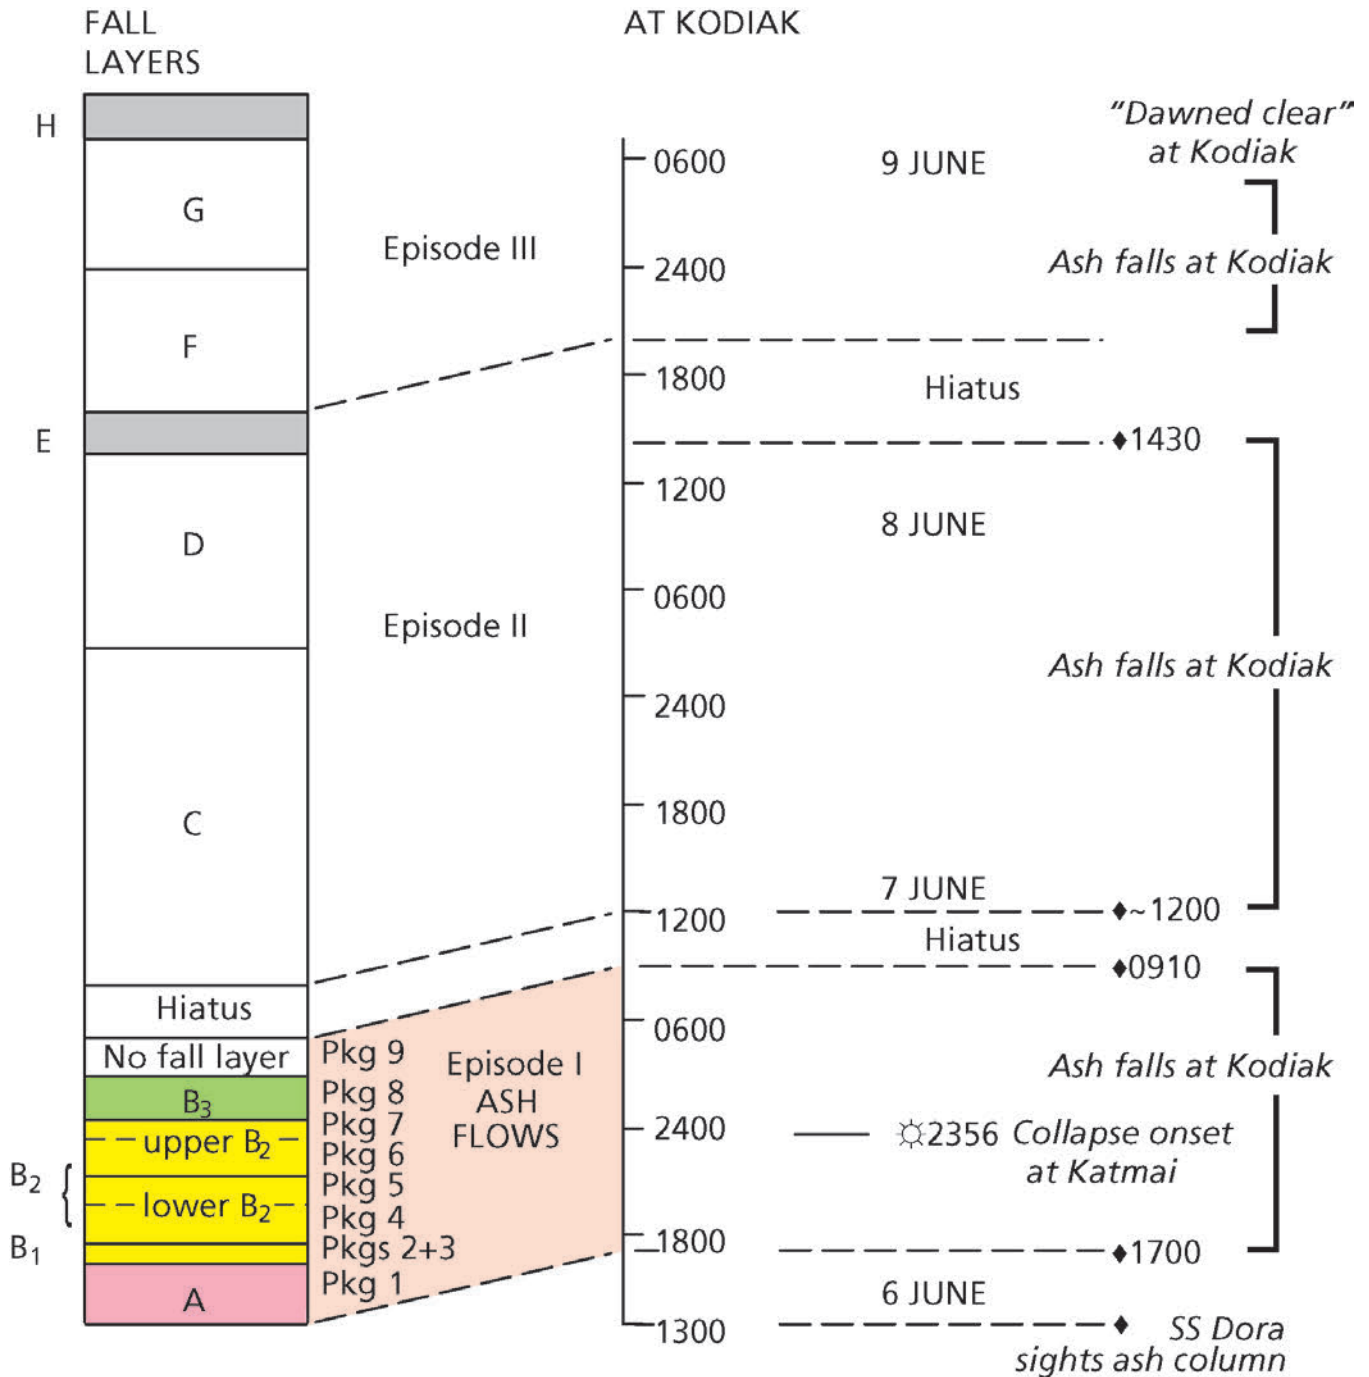 FALL
LAYERS
AT KODIAK
H
G
F
E
D
C
Hiatus
No fall layer
B3
upper B2
lower B2
B2
B1
A
Pkg 9
Pkg 8
Pkg 7
Pkg 6
Pkg 5
Pkg 4
Pkgs 2+3
Pkg 1
Episode III
Episode II
Episode I
ASH
FLOWS
0600
2400
1800
1200
0600
2400
1800
1200
0600
2400
1800
1300
9 JUNE
Hiatus
8 JUNE
7 JUNE
Hiatus
6 JUNE
"Dawned clear"
at Kodiak
Ash falls at Kodiak
♦1430
Ash falls at Kodiak
♦~1200
♦0910
Ash falls at Kodiak
☼2356 Collapse onset
at Katmai
♦1700
♦ SS Dora
sights ash column